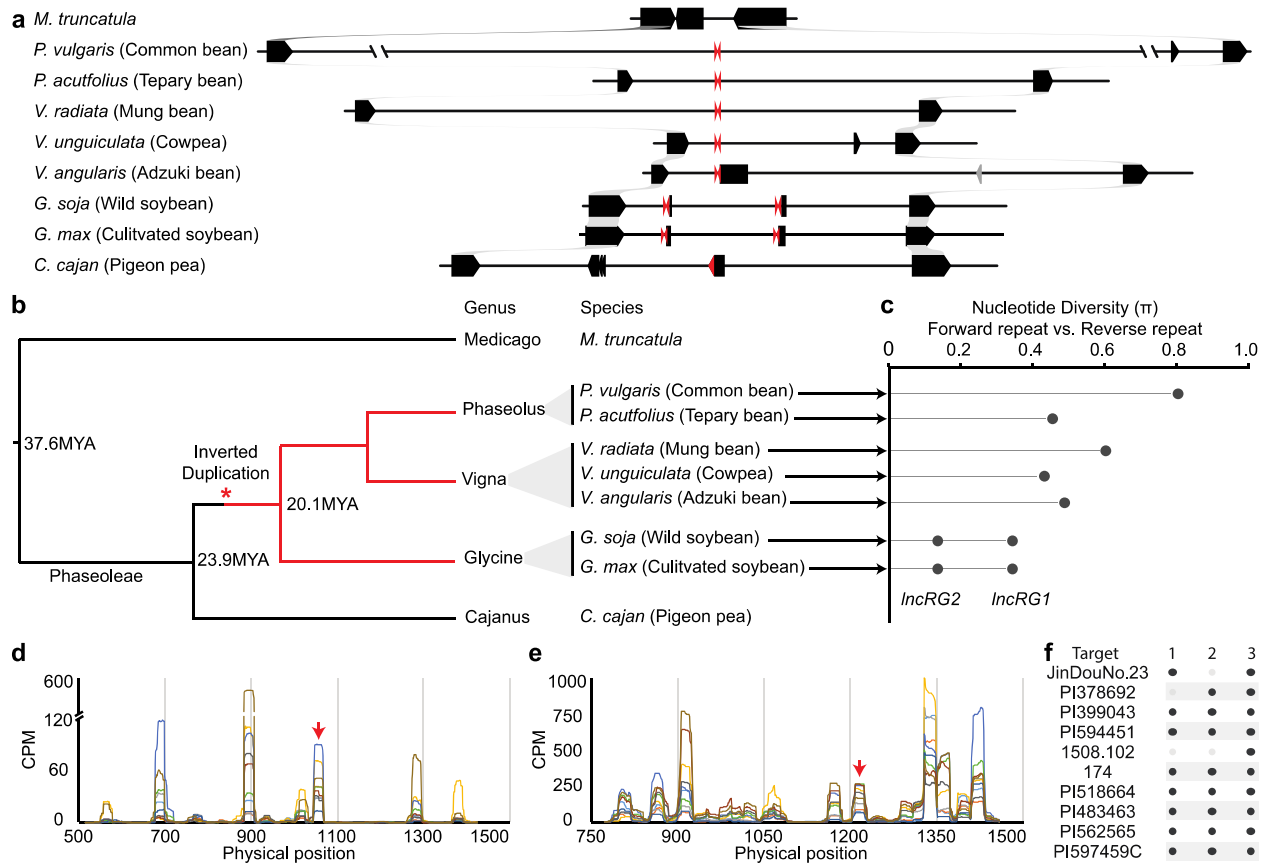 a
M. truncatula
P. vulgaris (Common bean)
P. acutfolius (Tepary bean)
V. radiata (Mung bean)
V. unguiculata (Cowpea)
V. angularis (Adzuki bean)
G. soja (Wild soybean)
G. max (Culitvated soybean)
C. cajan (Pigeon pea)
b
Genus Species
Medicago M. truncatula
Phaseolus
P. vulgaris (Common bean)
P. acutfolius (Tepary bean)
37.6MYA
Inverted
Duplication
*
20.1MYA
Vigna
V. radiata (Mung bean)
V. unguiculata (Cowpea)
V. angularis (Adzuki bean)
23.9MYA
Phaseoleae
Glycine
G. soja (Wild soybean)
G. max (Culitvated soybean)
Cajanus C. cajan (Pigeon pea)
c
Nucleotide Diversity (π)
Forward repeat vs. Reverse repeat
0 0.2 0.4 0.6 0.8 1.0
lncRG2 lncRG1
d
600
120
60
0
CPM
500 700 900 1100 1300 1500
Physical position
e
1000
750
500
250
0
CPM
750 900 1050 1200 1350 1500
Physical position
f
Target 1 2 3
JinDouNo.23
PI378692
PI399043
PI594451
1508.102
174
PI518664
PI483463
PI562565
PI597459C